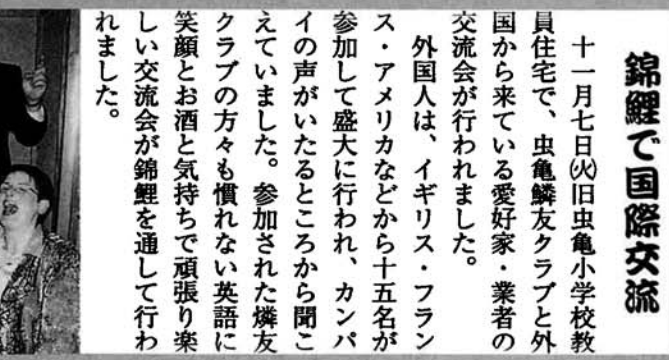 錦鯉で国際交流
十一月七日㈫旧虫亀小学校教
員住宅で、虫亀鱗友クラブと外
国から来ている愛好家・業者の
交流会が行われました。
外国人は、イギリス・フラン
ス・アメリカなどから十五名が
参加して盛大に行われ、カンパ
イの声がいたるところから聞こ
えていました。参加された燐友
クラブの方々も慣れない英語に
笑顔とお酒と気持ちで頑張り楽
しい交流会が錦鯉を通して行わ
れました。